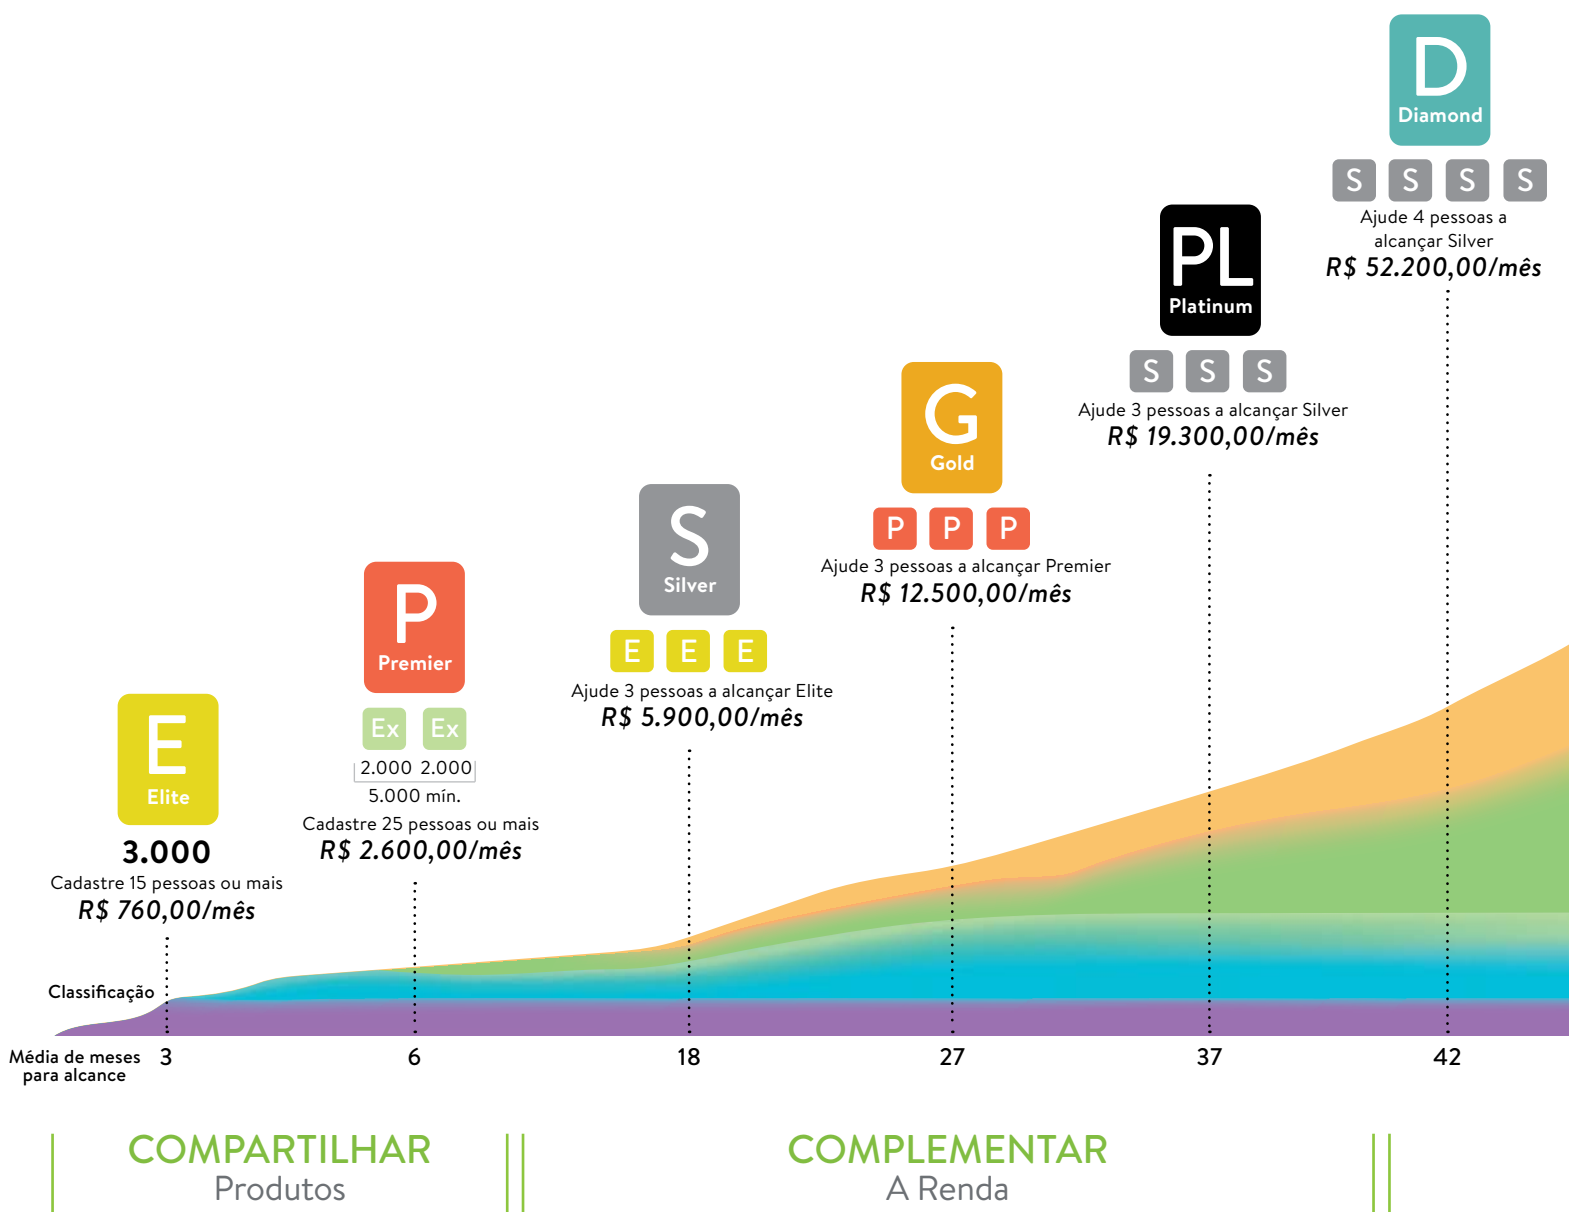 D
Diamond
S S S S
Ajude 4 pessoas a
alcançar Silver
R$ 52.200,00/mês
PL
Platinum
S S S
Ajude 3 pessoas a alcançar Silver
R$ 19.300,00/mês
G
Gold
P P P
Ajude 3 pessoas a alcançar Premier
R$ 12.500,00/mês
S
Silver
E E E
Ajude 3 pessoas a alcançar Elite
R$ 5.900,00/mês
P
Premier
Ex Ex
2.000 2.000
5.000 mín.
Cadastre 25 pessoas ou mais
R$ 2.600,00/mês
E
Elite
3.000
Cadastre 15 pessoas ou mais
R$ 760,00/mês
Classificação
Média de meses
para alcance
3 6 18 27 37 42
COMPARTILHAR
Produtos
COMPLEMENTAR
A Renda